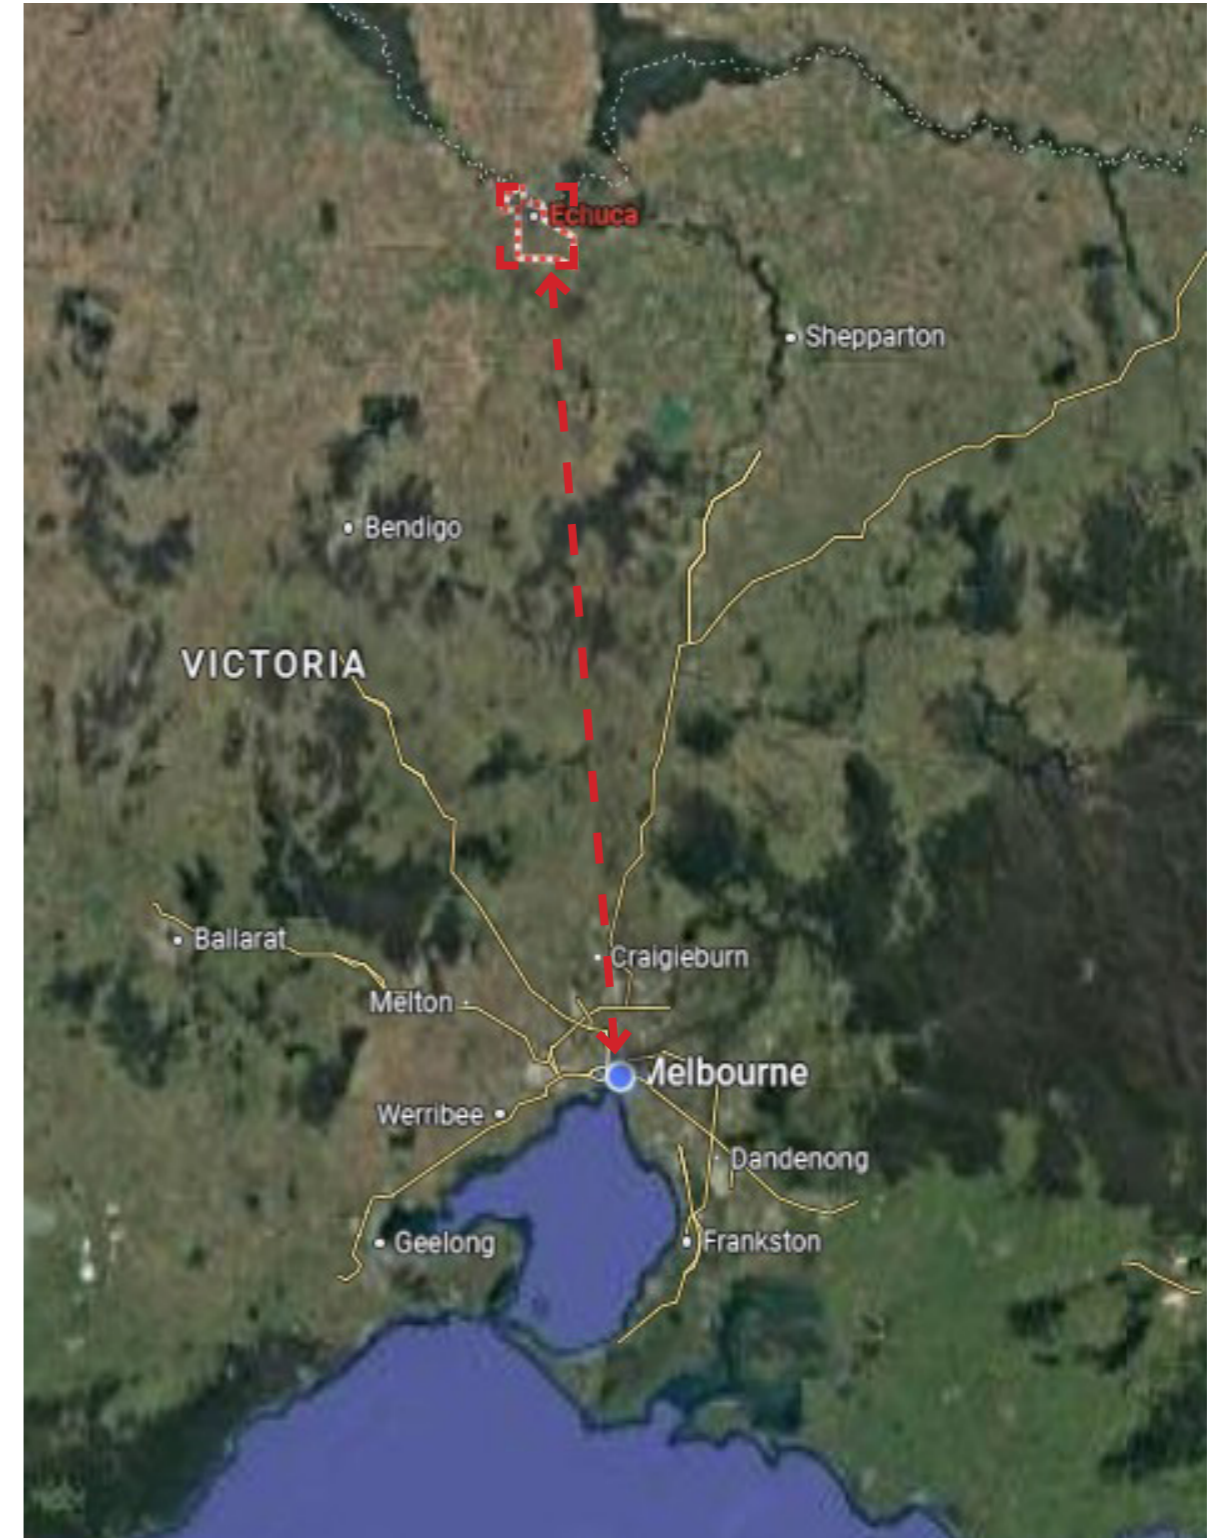 Echuca
Shepparton
Bendigo
VICTORIA
Ballarat
Craigieburn
Melton
Melbourne
Werribee
Dandenong
Geelong
Frankston